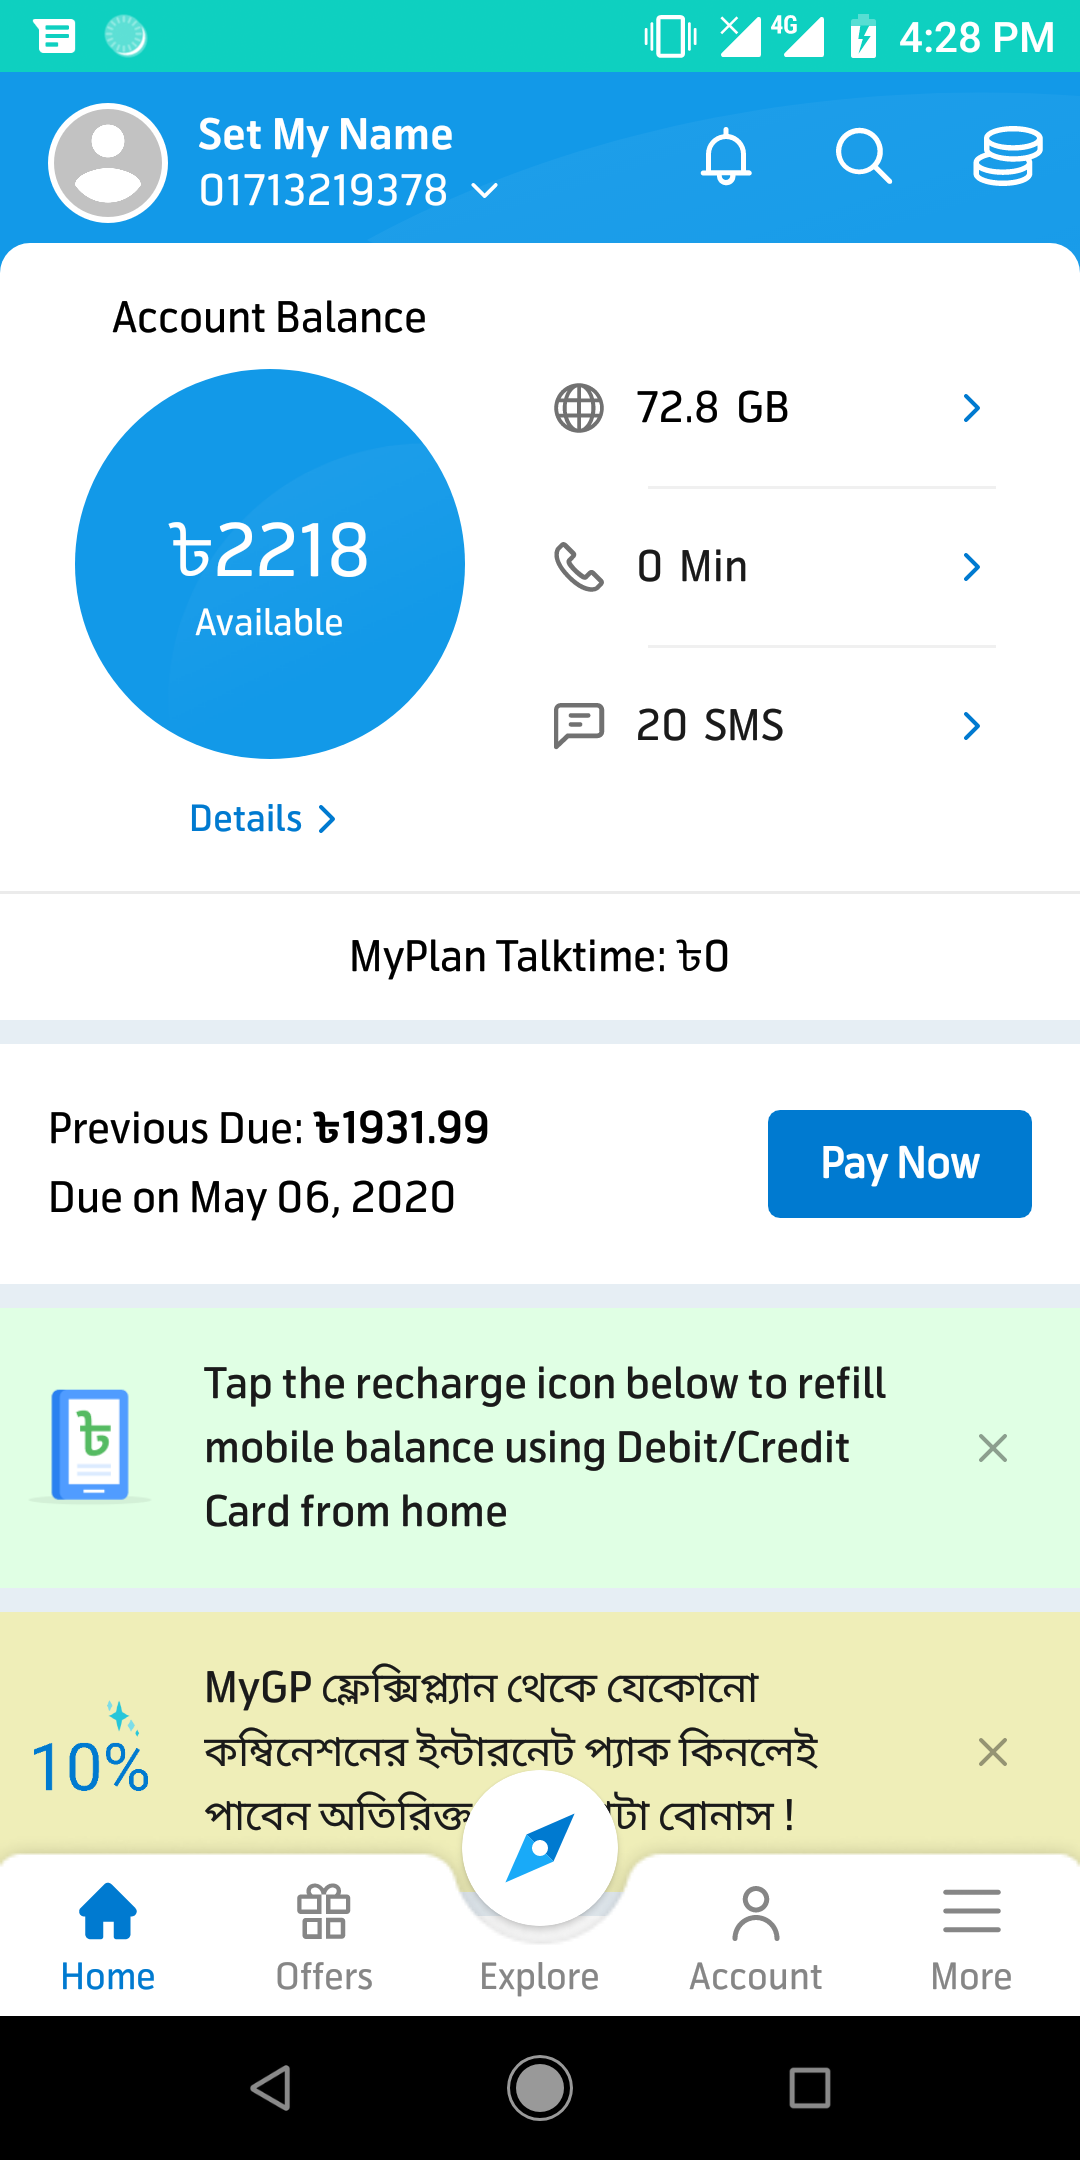 4G 4:28 PM
Set My Name
01713219378
Account Balance
৳2218
Available
Details
72.8 GB
0 Min
20 SMS
MyPlan Talktime: ৳0
Previous Due: ৳1931.99
Due on May 06, 2020
Pay Now
৳
Tap the recharge icon below to refill
mobile balance using Debit/Credit
Card from home
10%
MyGP ফ্লেক্সিপ্ল্যান থেকে যেকোনো
কম্বিনেশনের ইন্টারনেট প্যাক কিনলেই
পাবেন অতিরিক্ত টা বোনাস !
Home
Offers
Explore
Account
More